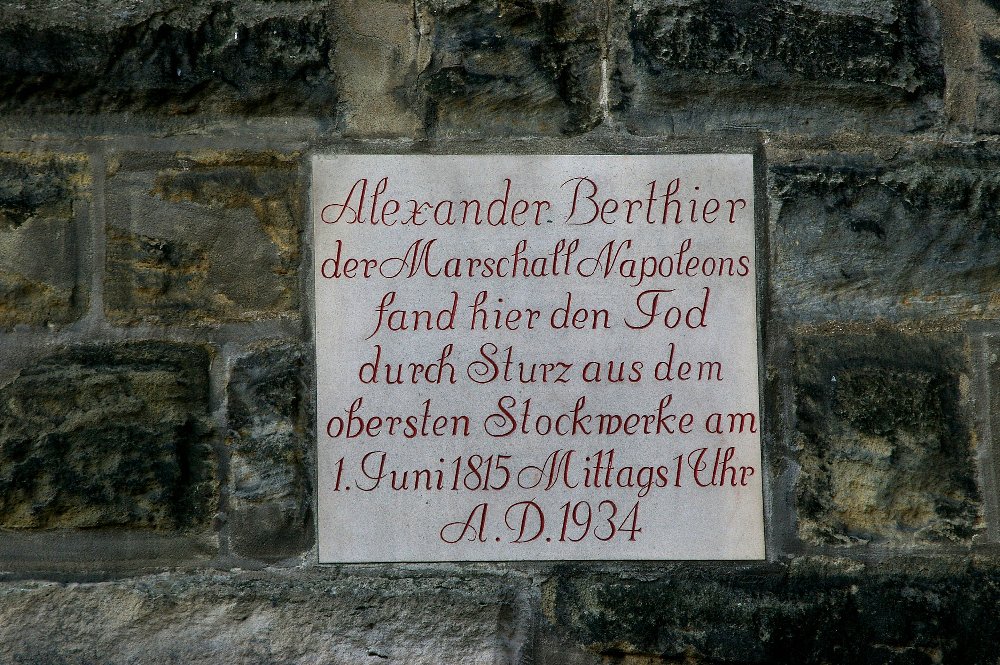 Alexander Berthier
der Marschall Napoleons
fand hier den Tod
durch Sturz aus dem
obersten Stockwerke am
1. Juni 1815 Mittags 1 Uhr
A. D. 1934